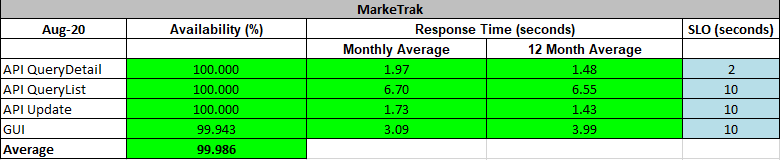 MarkeTrak
Aug-20 Availability (%) Response Time (seconds) SLO (seconds)
Monthly Average 12 Month Average
API QueryDetail 100.000 1.97 1.48 2
API QueryList 100.000 6.70 6.55 10
API Update 100.000 1.73 1.43 10
GUI 99.943 3.09 3.99 10
Average 99.986